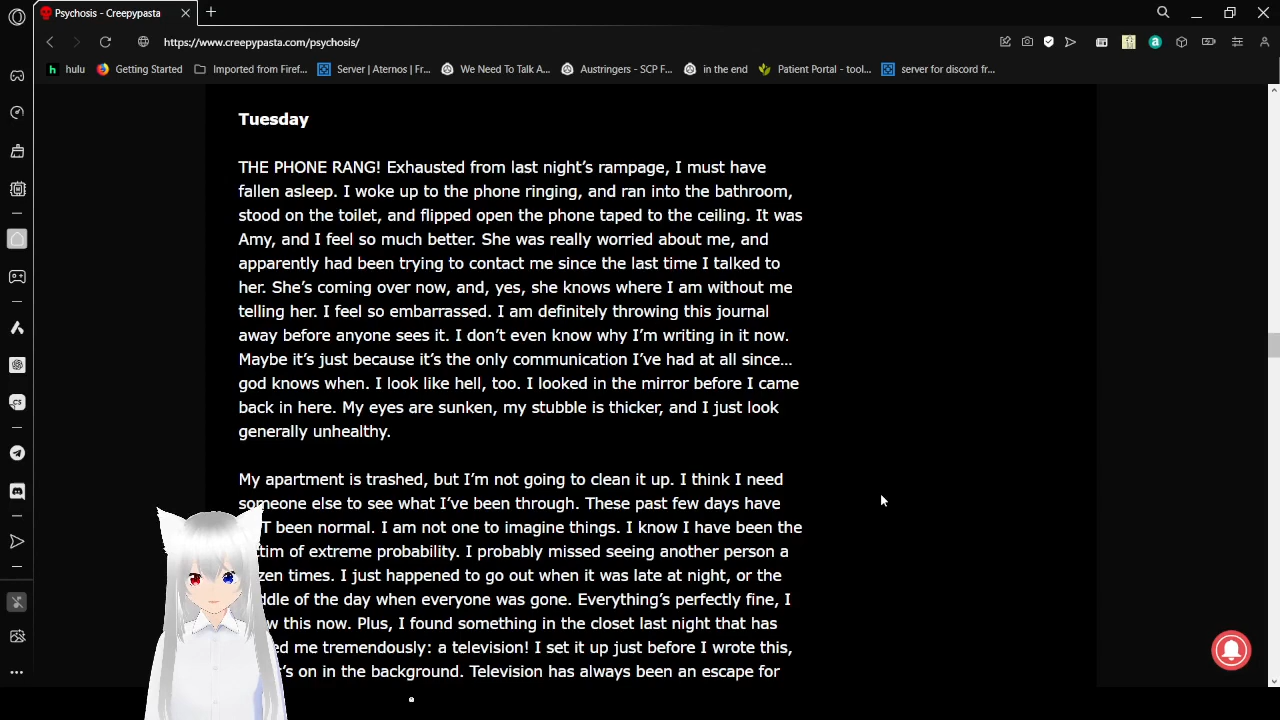 Psychosis - Creepypasta
https://www.creepypasta.com/psychosis/
hulu
Getting Started
Imported from Firef...
Server | Aternos | Fr...
We Need To Talk A...
Austringers - SCP F...
in the end
Patient Portal - tool...
server for discord fr...
Tuesday
THE PHONE RANG! Exhausted from last night's rampage, I must have
fallen asleep. I woke up to the phone ringing, and ran into the bathroom,
stood on the toilet, and flipped open the phone taped to the ceiling. It was
Amy, and I feel so much better. She was really worried about me, and
apparently had been trying to contact me since the last time I talked to
her. She's coming over now, and, yes, she knows where I am without me
telling her. I feel so embarrassed. I am definitely throwing this journal
away before anyone sees it. I don't even know why I'm writing in it now.
Maybe it's just because it's the only communication I've had at all since...
god knows when. I look like hell, too. I looked in the mirror before I came
back in here. My eyes are sunken, my stubble is thicker, and I just look
generally unhealthy.
My apartment is trashed, but I'm not going to clean it up. I think I need
someone else to see what I've been through. These past few days have
T been normal. I am not one to imagine things. I know I have been the
tim of extreme probability. I probably missed seeing another person a
zen times. I just happened to go out when it was late at night, or the
ddle of the day when everyone was gone. Everything's perfectly fine, I
w this now. Plus, I found something in the closet last night that has
ed me tremendously: a television! I set it up just before I wrote this,
's on in the background. Television has always been an escape for